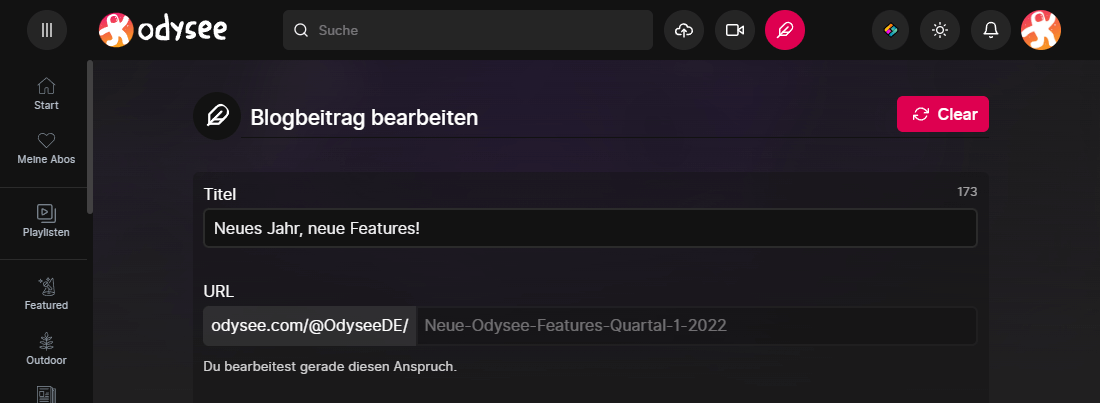 odysee
Suche
Start
Meine Abos
Playlisten
Featured
Outdoor
Blogbeitrag bearbeiten
Clear
Titel
173
Neues Jahr, neue Features!
URL
odysee.com/@OdyseeDE/ Neue-Odysee-Features-Quartal-1-2022
Du bearbeitest gerade diesen Anspruch.